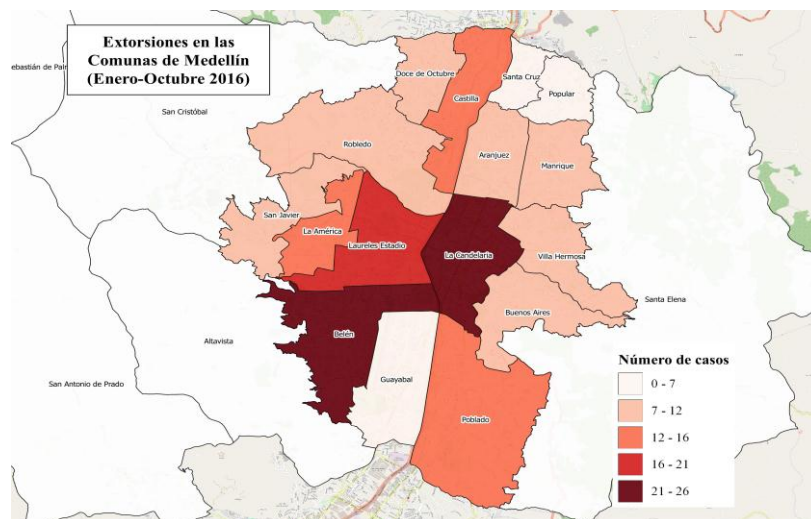 Extorsiones en las
Comunas de Medellín
(Enero-Octubre 2016)
Sebastián de Pal
San Cristóbal
Doce de Octubre
Castilla
Santa Cruz
Popular
Robledo
Aranjuez
Manrique
San Javier
La América
Laureles Estadio
La Candelaria
Villa Hermosa
Santa Elena
Buenos Aires
Altavista
Belén
San Antonio de Prado
Guayabal
Poblado
Número de casos
0 - 7
7 - 12
12 - 16
16 - 21
21 - 26